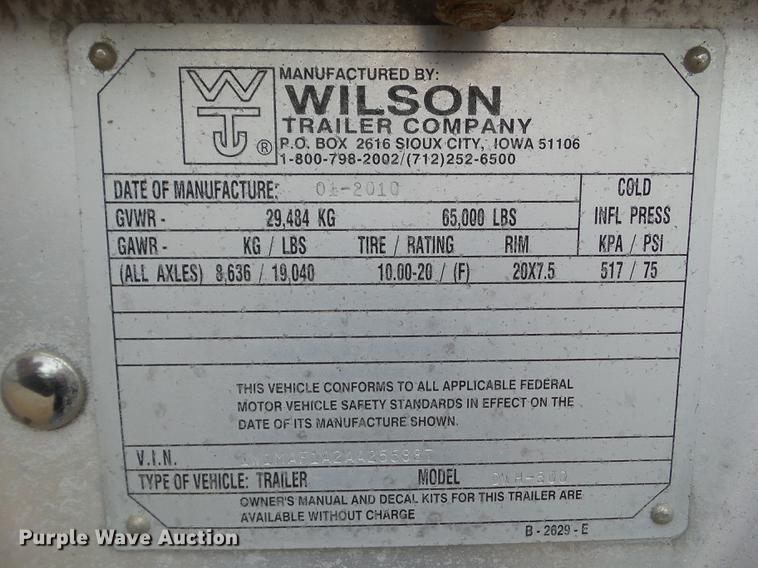 MANUFACTURED BY:
WILSON
TRAILER COMPANY
P.O. BOX 2616 SIOUX CITY, IOWA 51106
1-800-798-2002/(712)252-6500
WT ®
DATE OF MANUFACTURE: 01-2010 COLD
GVWR - 29,484 KG 65,000 LBS INFL PRESS
GAWR - KG / LBS TIRE / RATING RIM KPA / PSI
(ALL AXLES) 8,636 / 19,040 10.00-20 / (F) 20X7.5 517 / 75
THIS VEHICLE CONFORMS TO ALL APPLICABLE FEDERAL
MOTOR VEHICLE SAFETY STANDARDS IN EFFECT ON THE
DATE OF ITS MANUFACTURE SHOWN.
V.I.N.
TYPE OF VEHICLE: TRAILER MODEL
OWNER'S MANUAL AND DECAL KITS FOR THIS TRAILER ARE
AVAILABLE WITHOUT CHARGE
B - 2629 - E
Purple Wave Auction